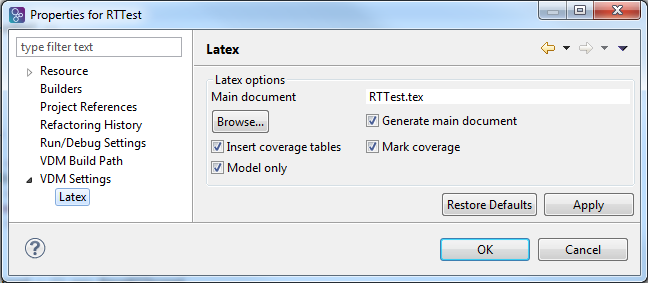 Properties for RTTest
type filter text
Resource
Builders
Project References
Refactoring History
Run/Debug Settings
VDM Build Path
VDM Settings
Latex
Latex
Latex options
Main document RTTest.tex
Browse... Generate main document
Insert coverage tables Mark coverage
Model only
Restore Defaults Apply
? OK Cancel